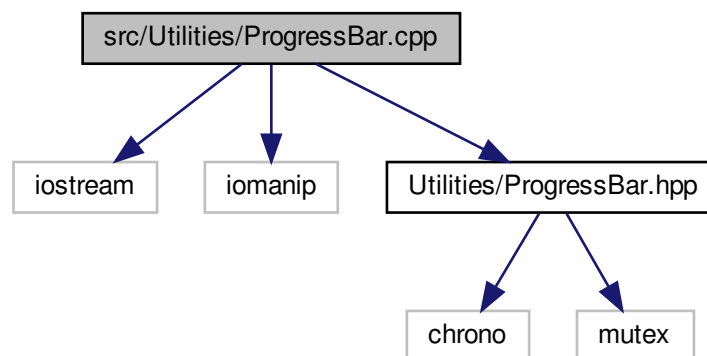 src/Utilities/ProgressBar.cpp
iostream
iomanip
Utilities/ProgressBar.hpp
chrono
mutex